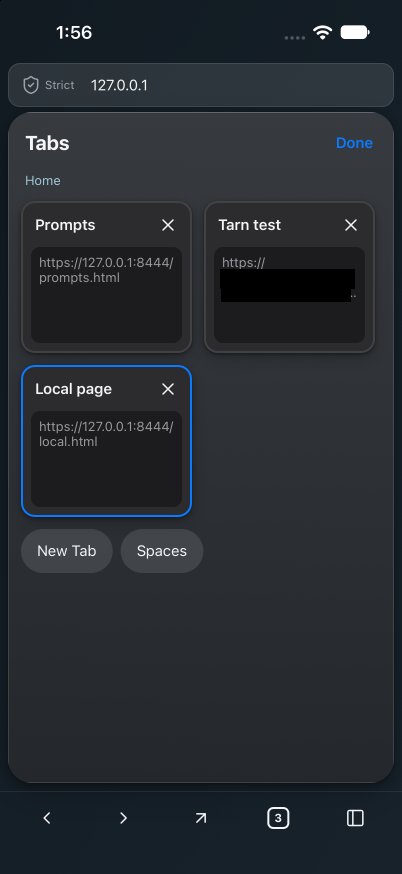 1:56
Strict 127.0.0.1
Tabs
Done
Home
Prompts
https://127.0.0.1:8444/
prompts.html
Tarn test
https://
..
Local page
https://127.0.0.1:8444/
local.html
New Tab
Spaces
3